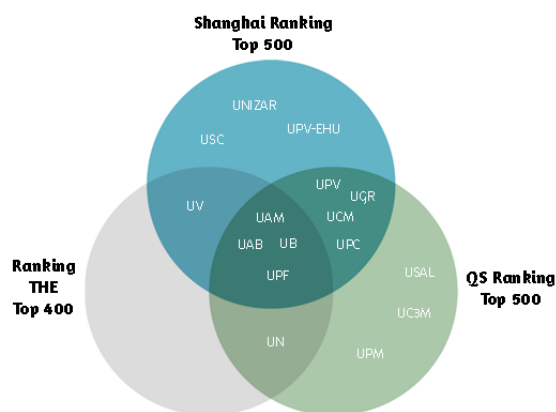 Shanghai Ranking
Top 500
UNIZAR
UPV-EHU
USC
UPV
UGR
UV
UCM
UAM
UAB
UB
UPC
UPF
Ranking
THE
Top 400
USAL
QS Ranking
Top 500
UC3M
UN
UPM